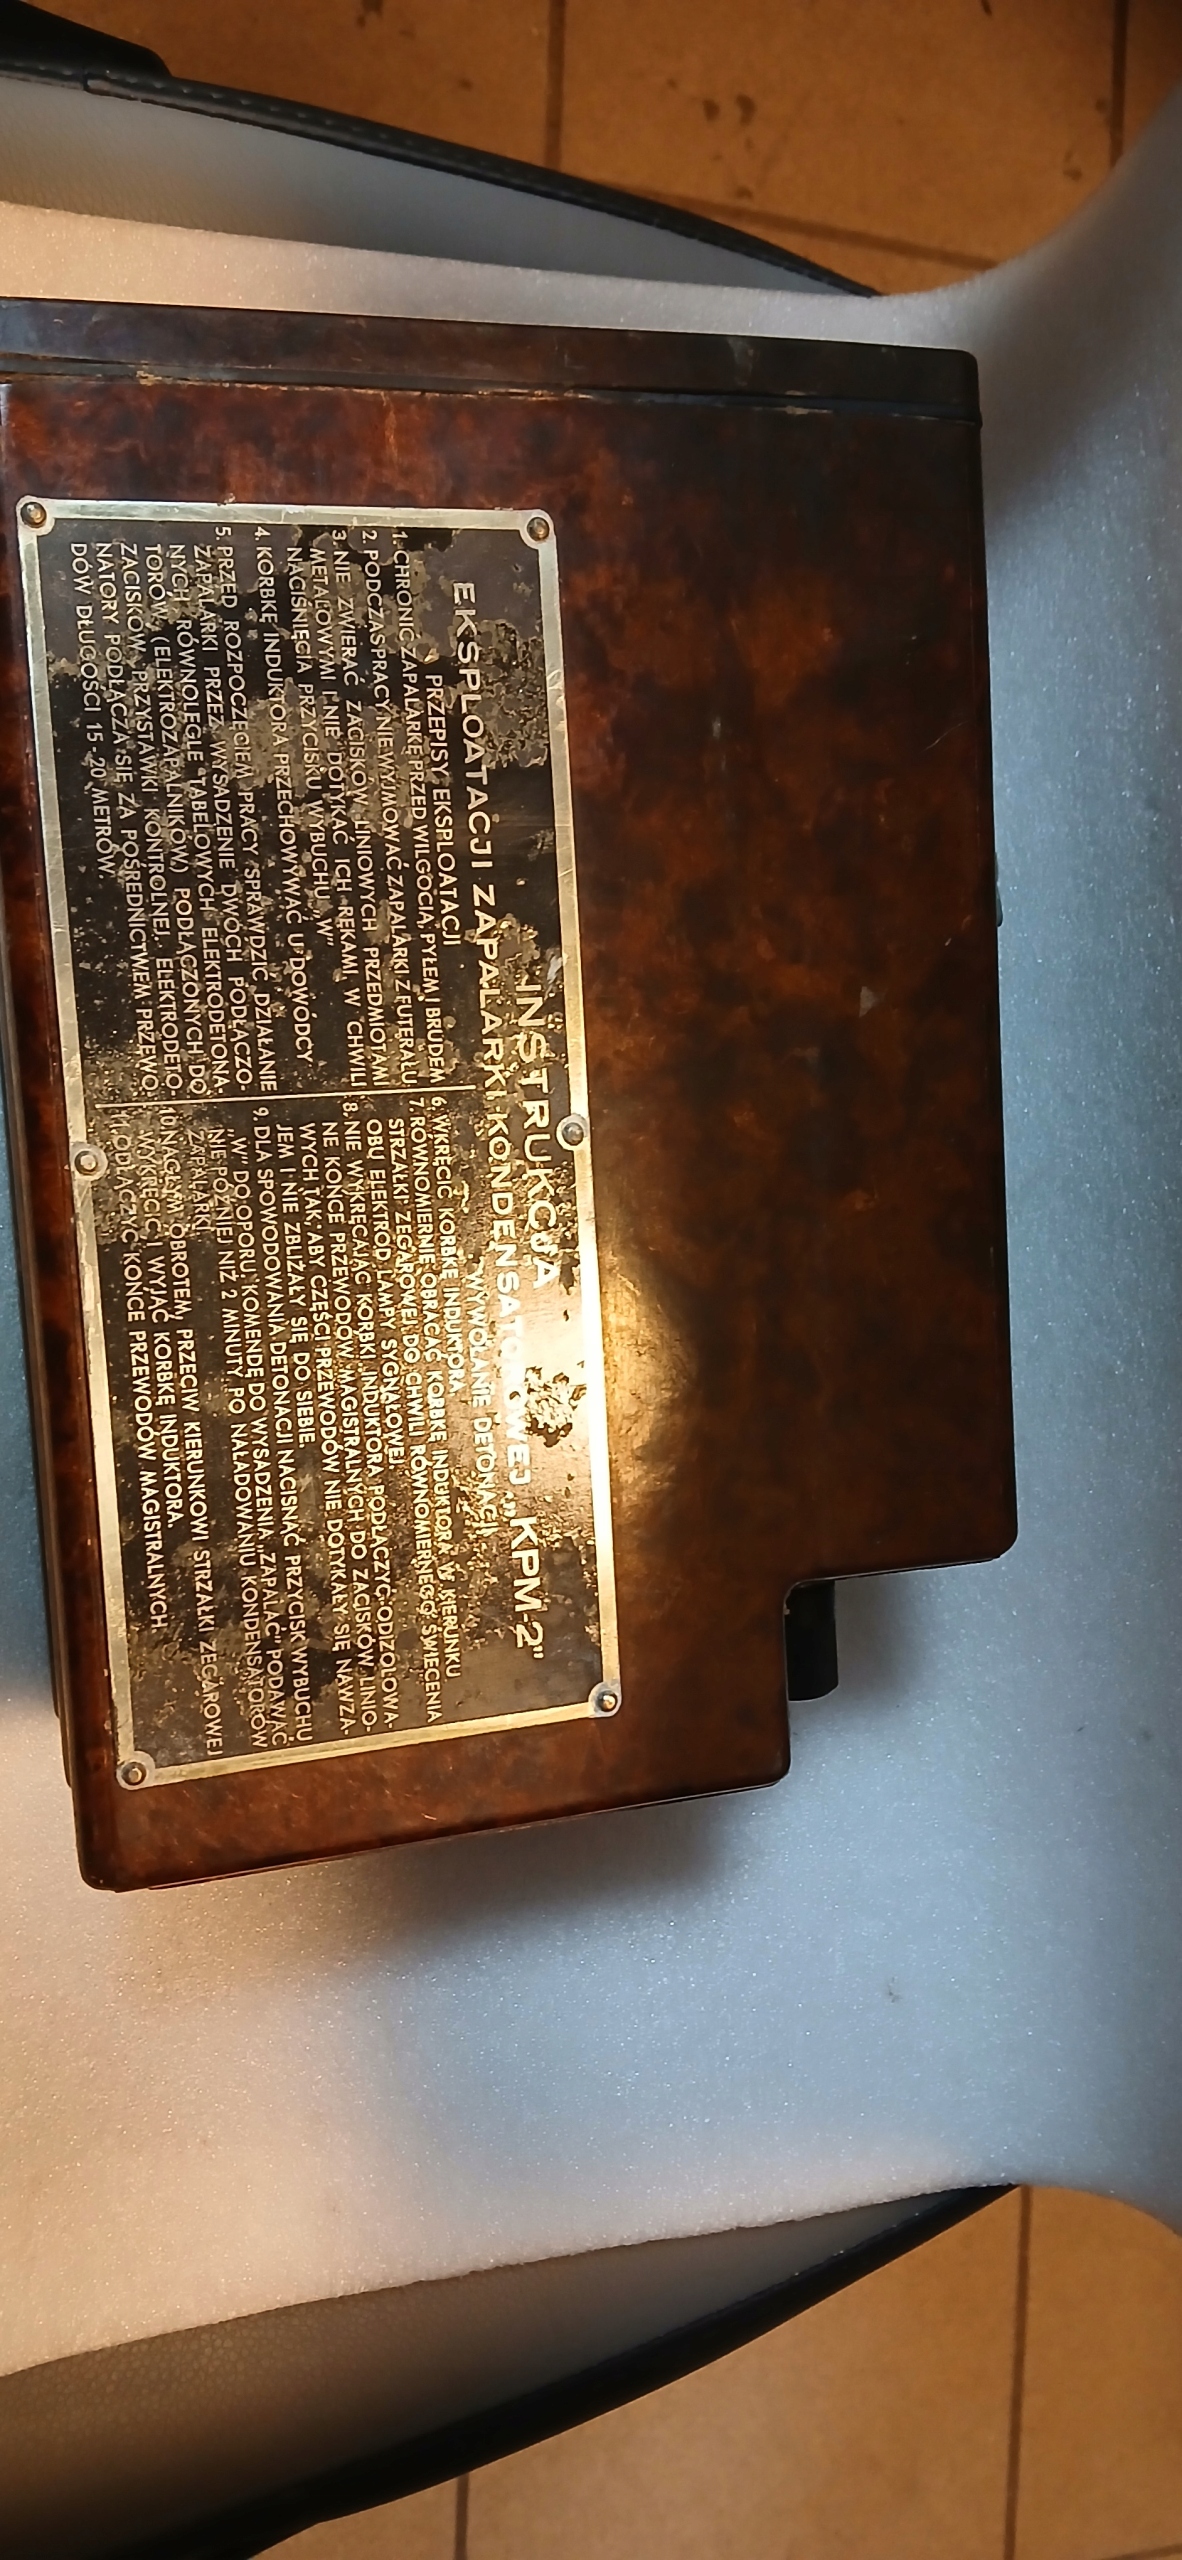 INSTRUKCJA
EKSPLOATACJI ZAPALARKI KONDENSATOROWEJ „KPM-2”
PRZEPISY EKSPLOATACJI
1. CHRONIĆ ZAPALARKĘ PRZED WILGOCIĄ, PYŁEM I BRUDEM
2. PODCZAS PRACY NIE WYJMOWAĆ ZAPALARKI Z FUTERAŁU.
3. NIE ZWIERAĆ ZACISKÓW LINIOWYCH PRZEDMIOTAMI
METALOWYMI I NIE DOTYKAĆ ICH RĘKAMI W CHWILI
NACIŚNIĘCIA PRZYCISKU WYBUCHU „W”
4. KORBKĘ INDUKTORA PRZECHOWYWAĆ U DOWÓDCY
5. PRZED ROZPOCZĘCIEM PRACY SPRAWDZIĆ DZIAŁANIE
ZAPALARKI PRZEZ WYSADZENIE DWÓCH PODŁĄCZO-
NYCH RÓWNOLEGLE TABELOWYCH ELEKTRODETONA-
TORÓW (ELEKTROZAPALNIKÓW) PODŁĄCZONYCH DO
ZACISKÓW PRZYSTAWKI KONTROLNEJ. ELEKTRODETO-
NATORY PODŁĄCZA SIĘ ZA POŚREDNICTWEM PRZEWO-
DÓW DŁUGOŚCI 15-20 METRÓW.
WYWOŁANIE DETONACJI
6. WKRĘCIĆ KORBKĘ INDUKTORA
7. RÓWNOMIERNIE OBRACAĆ KORBKĘ INDUKTORA W KIERUNKU
STRZAŁKI ZEGAROWEJ DO CHWILI RÓWNOMIERNEGO ŚWIECENIA
OBU ELEKTROD LAMPY SYGNAŁOWEJ
8. NIE WYKRĘCAJĄC KORBKI INDUKTORA PODŁĄCZYĆ ODIZOLOWA-
NE KOŃCE PRZEWODÓW MAGISTRALNYCH DO ZACISKÓW LINIO-
WYCH TAK, ABY CZĘŚCI PRZEWODÓW NIE DOTYKAŁY SIĘ NAWZA-
JEM I NIE ZBLIŻAŁY SIĘ DO SIEBIE.
9. DLA SPOWODOWANIA DETONACJI NACISNĄĆ PRZYCISK WYBUCHU
„W” DO OPORU. KOMENDĘ DO WYSADZENIA „ZAPALAĆ” PODAWAĆ
NIE PÓŹNIEJ NIŻ 2 MINUTY PO NAŁADOWANIU KONDENSATORÓW
ZAPALARKI
10. NAGŁYM OBROTEM, PRZECIW KIERUNKOWI STRZAŁKI ZEGAROWEJ
WYKRĘCIĆ I WYJĄĆ KORBKĘ INDUKTORA.
11. ODŁĄCZYĆ KOŃCE PRZEWODÓW MAGISTRALNYCH.